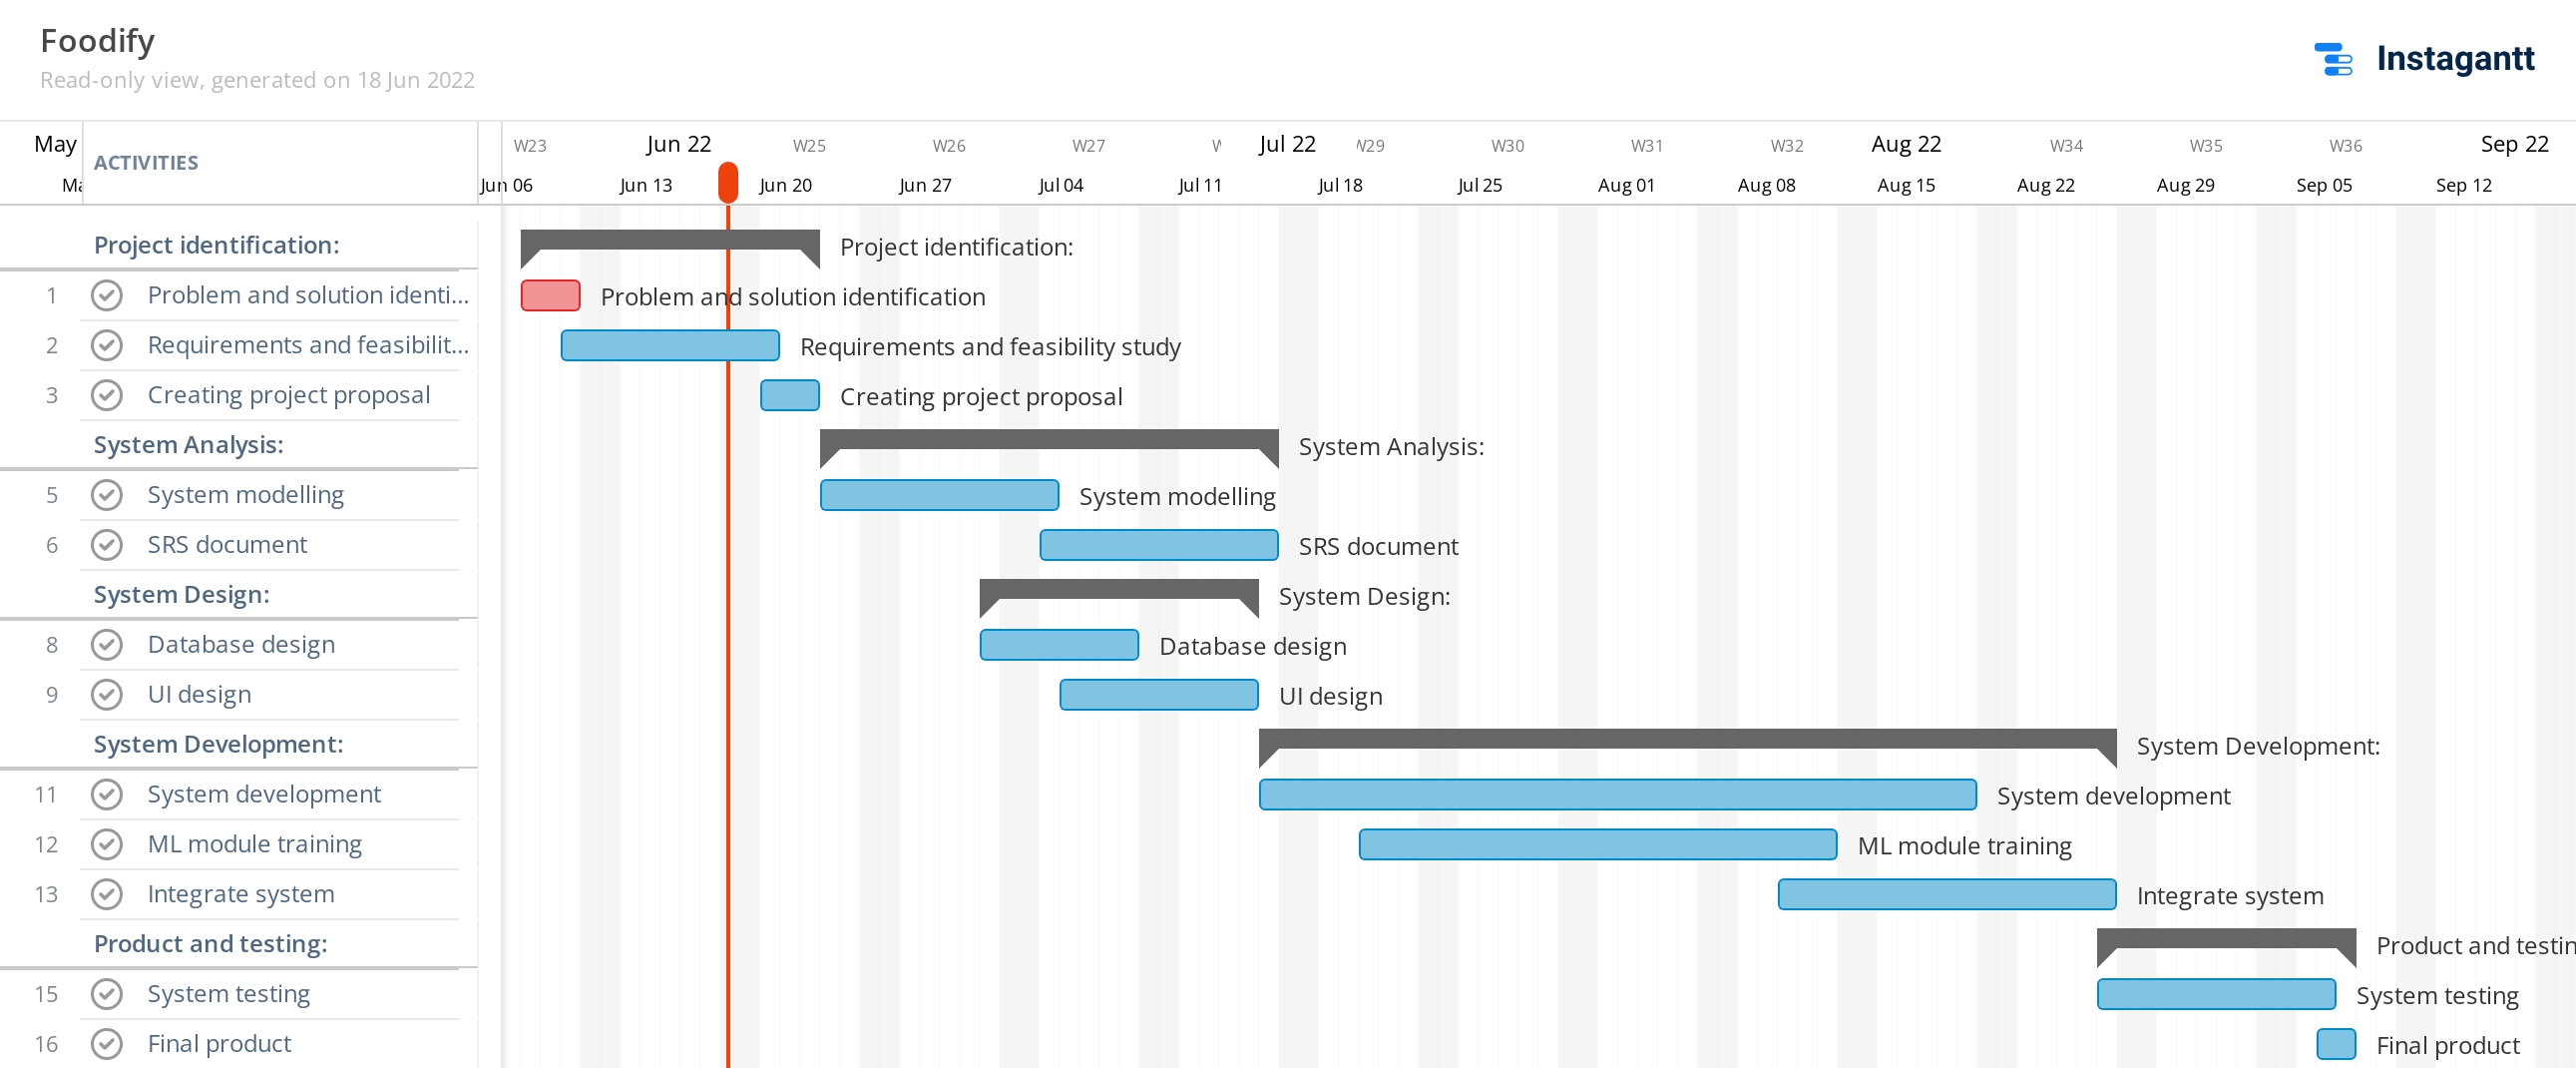 Foodify
Read-only view, generated on 18 Jun 2022
Instagantt
May
ACTIVITIES
W23 Jun 22 W25 W26 W27 Jul 22 W29 W30 W31 W32 Aug 22 W34 W35 W36 Sep 22
Jun 06 Jun 13 Jun 20 Jun 27 Jul 04 Jul 11 Jul 18 Jul 25 Aug 01 Aug 08 Aug 15 Aug 22 Aug 29 Sep 05 Sep 12
Project identification: Project identification:
1 Problem and solution identi... Problem and solution identification
2 Requirements and feasibilit... Requirements and feasibility study
3 Creating project proposal Creating project proposal
System Analysis: System Analysis:
5 System modelling System modelling
6 SRS document SRS document
System Design: System Design:
8 Database design Database design
9 UI design UI design
System Development: System Development:
11 System development System development
12 ML module training ML module training
13 Integrate system Integrate system
Product and testing: Product and testin
15 System testing System testing
16 Final product Final product